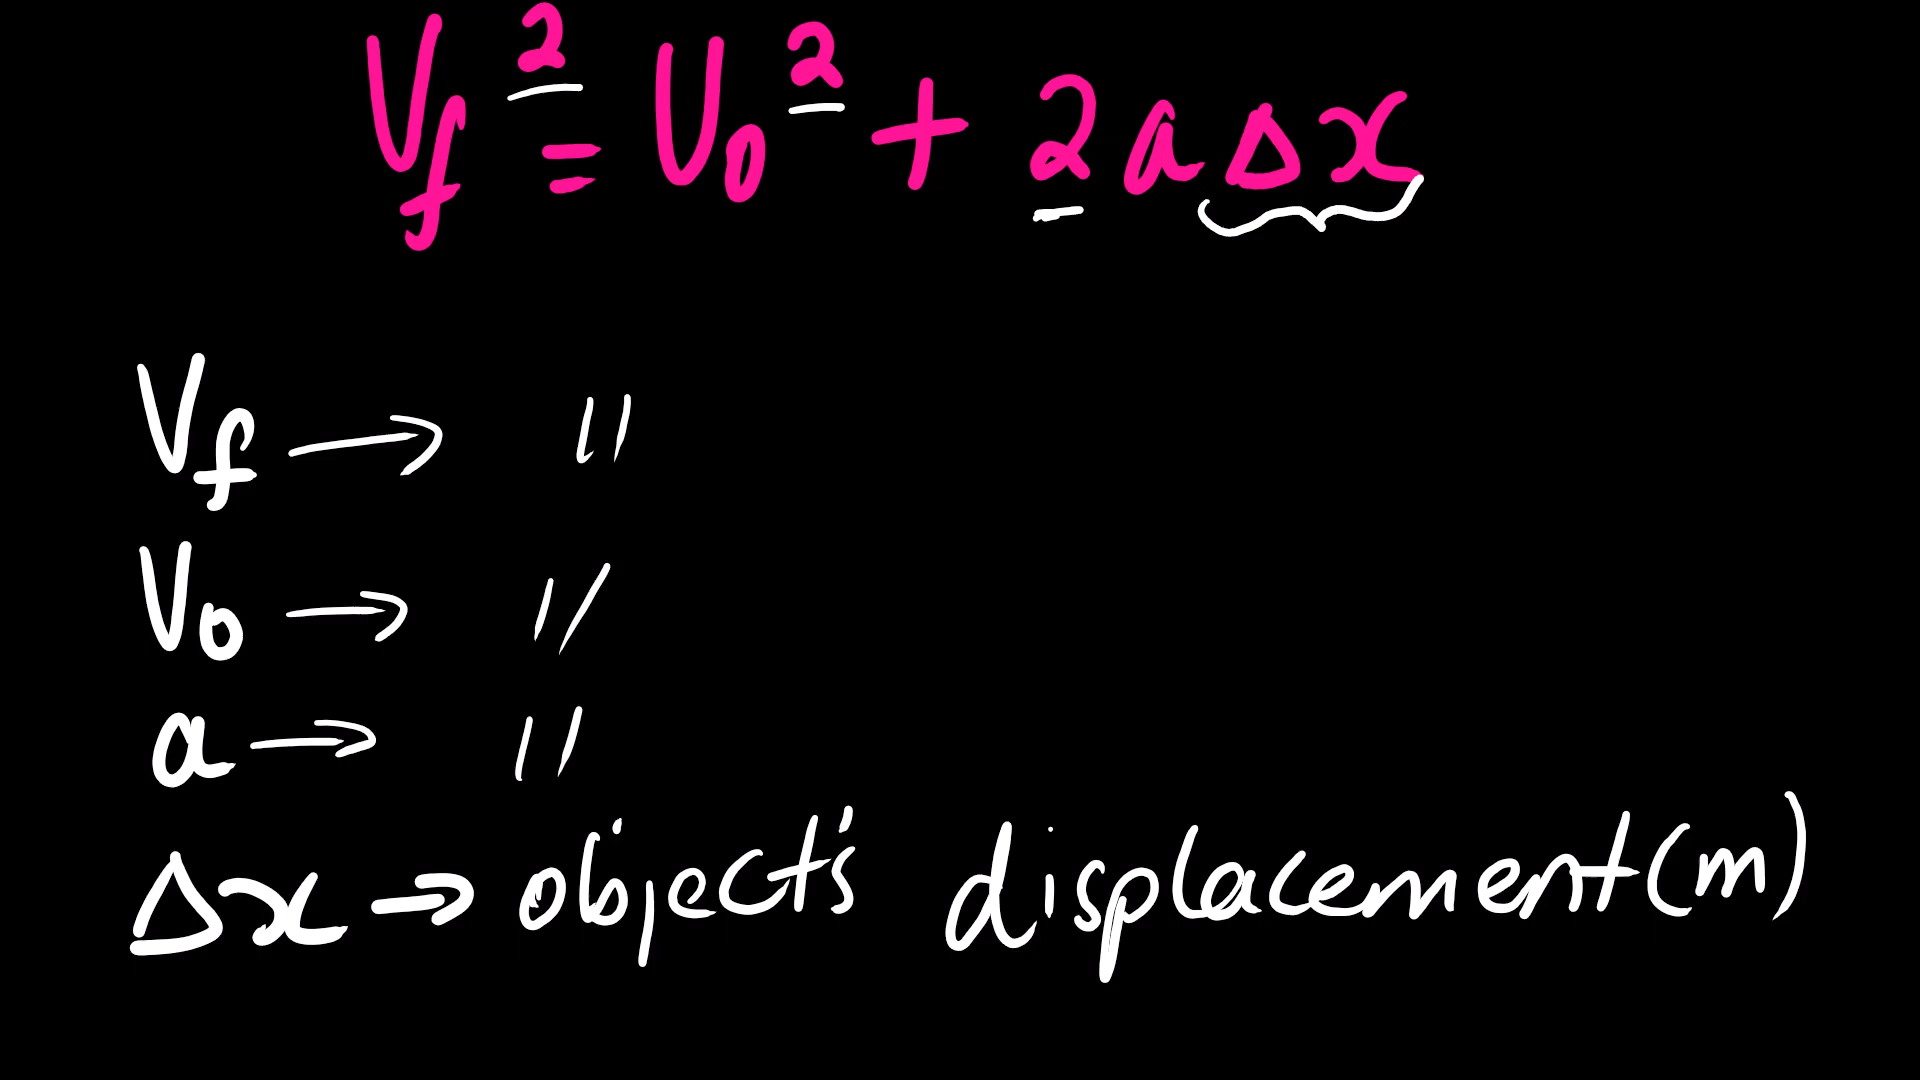 Vf² = V₀² + 2aΔx
Vf → "
V₀ → "
a → "
Δx → object's displacement (m)